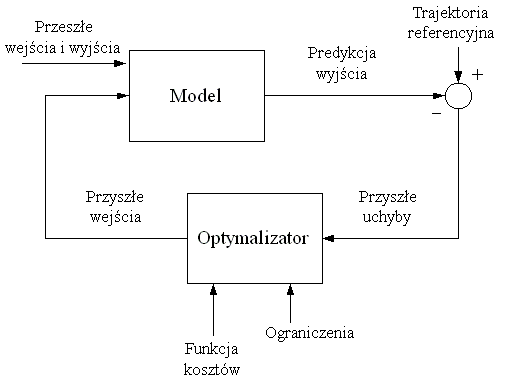 Przeszłe
wejścia i wyjścia
Model
Predykcja
wyjścia
Trajektoria
referencyjna
+
−
Przyszłe
wejścia
Optymalizator
Przyszłe
uchyby
Funkcja
kosztów
Ograniczenia